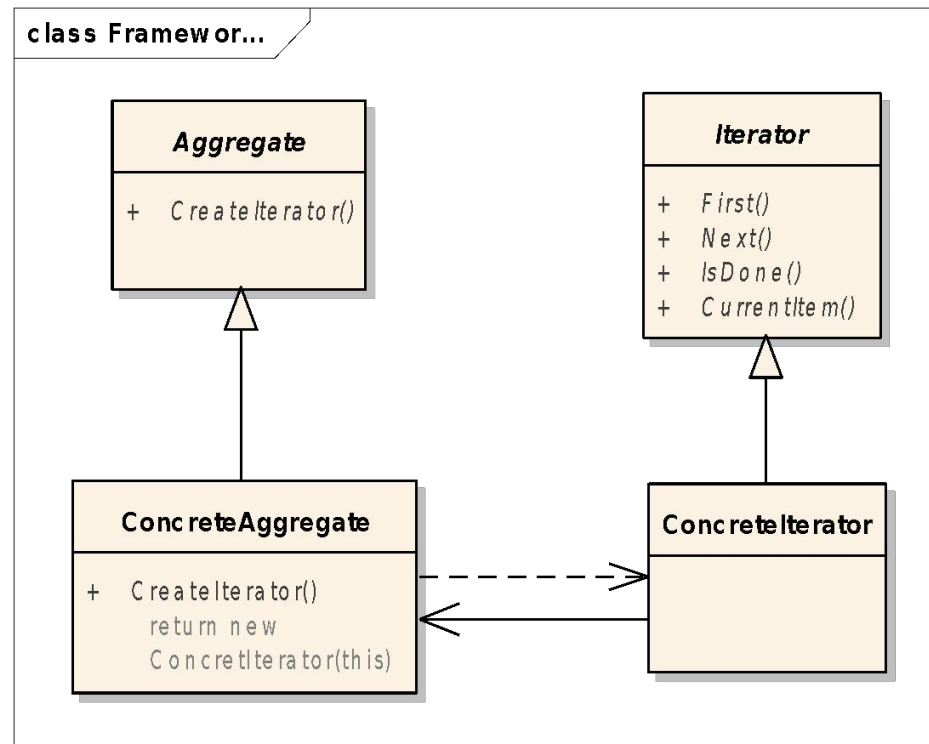 class Framewor...
Aggregate
+ CreateIterator()
Iterator
+ First()
+ Next()
+ IsDone()
+ CurrentItem()
ConcreteAggregate
+ CreateIterator()
return new
ConcretIterator(this)
ConcreteIterator